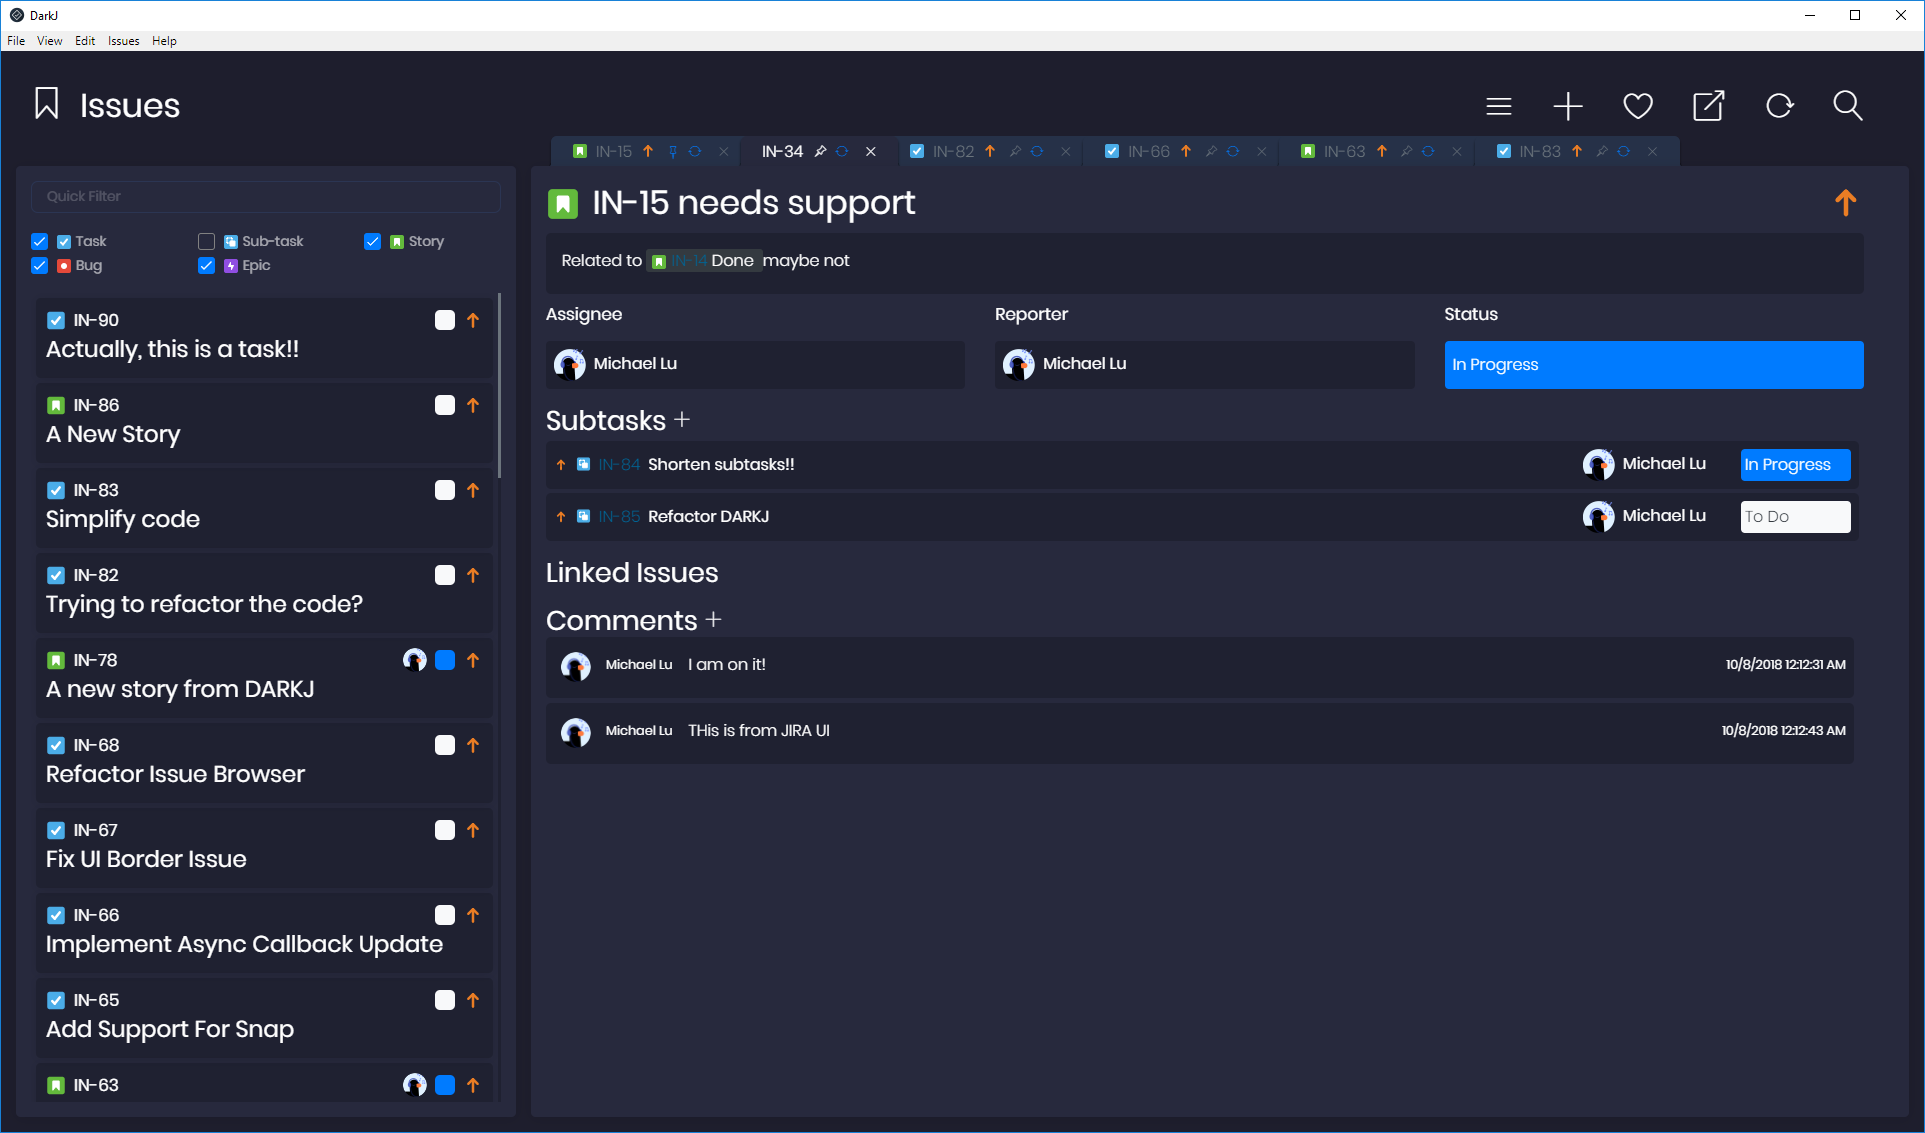 DarkJ
File View Edit Issues Help
Issues
IN-15 IN-34 IN-82 IN-66 IN-63 IN-83
Quick Filter
Task Sub-task Story
Bug Epic
IN-90
Actually, this is a task!!
IN-86
A New Story
IN-83
Simplify code
IN-82
Trying to refactor the code?
IN-78
A new story from DARKJ
IN-68
Refactor Issue Browser
IN-67
Fix UI Border Issue
IN-66
Implement Async Callback Update
IN-65
Add Support For Snap
IN-63
IN-15 needs support
Related to IN-14 Done maybe not
Assignee Reporter Status
Michael Lu Michael Lu In Progress
Subtasks +
IN-84 Shorten subtasks!! Michael Lu In Progress
IN-85 Refactor DARKJ Michael Lu To Do
Linked Issues
Comments +
Michael Lu I am on it! 10/8/2018 12:12:31 AM
Michael Lu THis is from JIRA UI 10/8/2018 12:12:43 AM